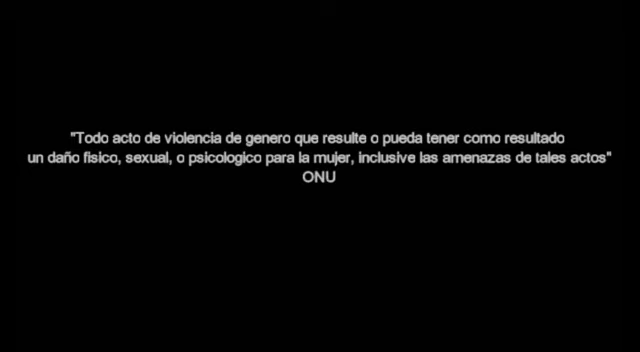 "Todo acto de violencia de genero que resulte o pueda tener como resultado
un daño fisico, sexual, o psicologico para la mujer, inclusive las amenazas de tales actos"
ONU